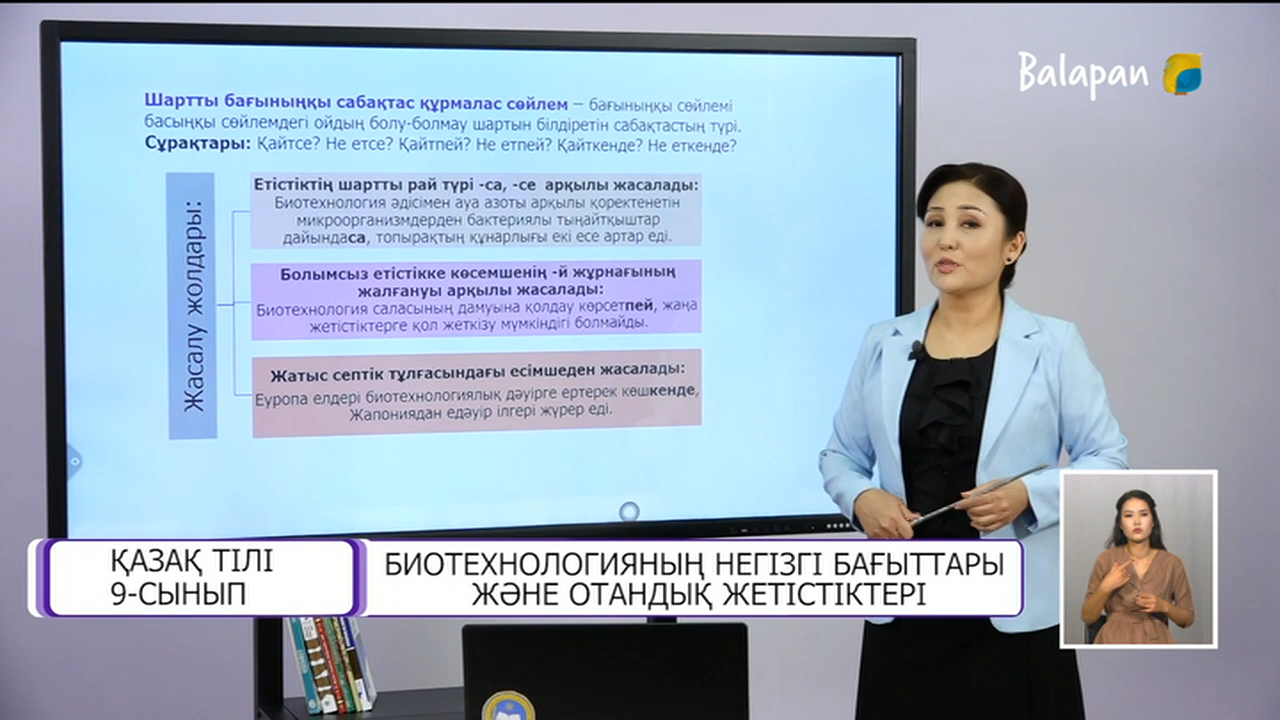 Balapan
Шартты бағыныңқы сабақтас құрмалас сөйлем – бағыныңқы сөйлемі
басыңқы сөйлемдегі ойдың болу-болмау шартын білдіретін сабақтастың түрі.
Сұрақтары: Қайтсе? Не етсе? Қайтпей? Не етпей? Қайткенде? Не еткенде?
Жасалу жолдары:
Етістіктің шартты рай түрі -са, -се арқылы жасалады:
Биотехнология әдісімен ауа азоты арқылы қоректенетін
микроорганизмдерден бактериялы тыңайтқыштар
дайындаса, топырақтың құнарлығы екі есе артар еді.
Болымсыз етістікке көсемшенің -й жұрнағының
жалғануы арқылы жасалады:
Биотехнология саласының дамуына қолдау көрсетпей, жаңа
жетістіктерге қол жеткізу мүмкіндігі болмайды.
Жатыс септік тұлғасындағы есімшеден жасалады:
Еуропа елдері биотехнологиялық дәуірге ертерек көшкенде,
Жапониядан едәуір ілгері жүрер еді.
ҚАЗАҚ ТІЛІ
9-СЫНЫП
БИОТЕХНОЛОГИЯНЫҢ НЕГІЗГІ БАҒЫТТАРЫ
ЖӘНЕ ОТАНДЫҚ ЖЕТІСТІКТЕРІ